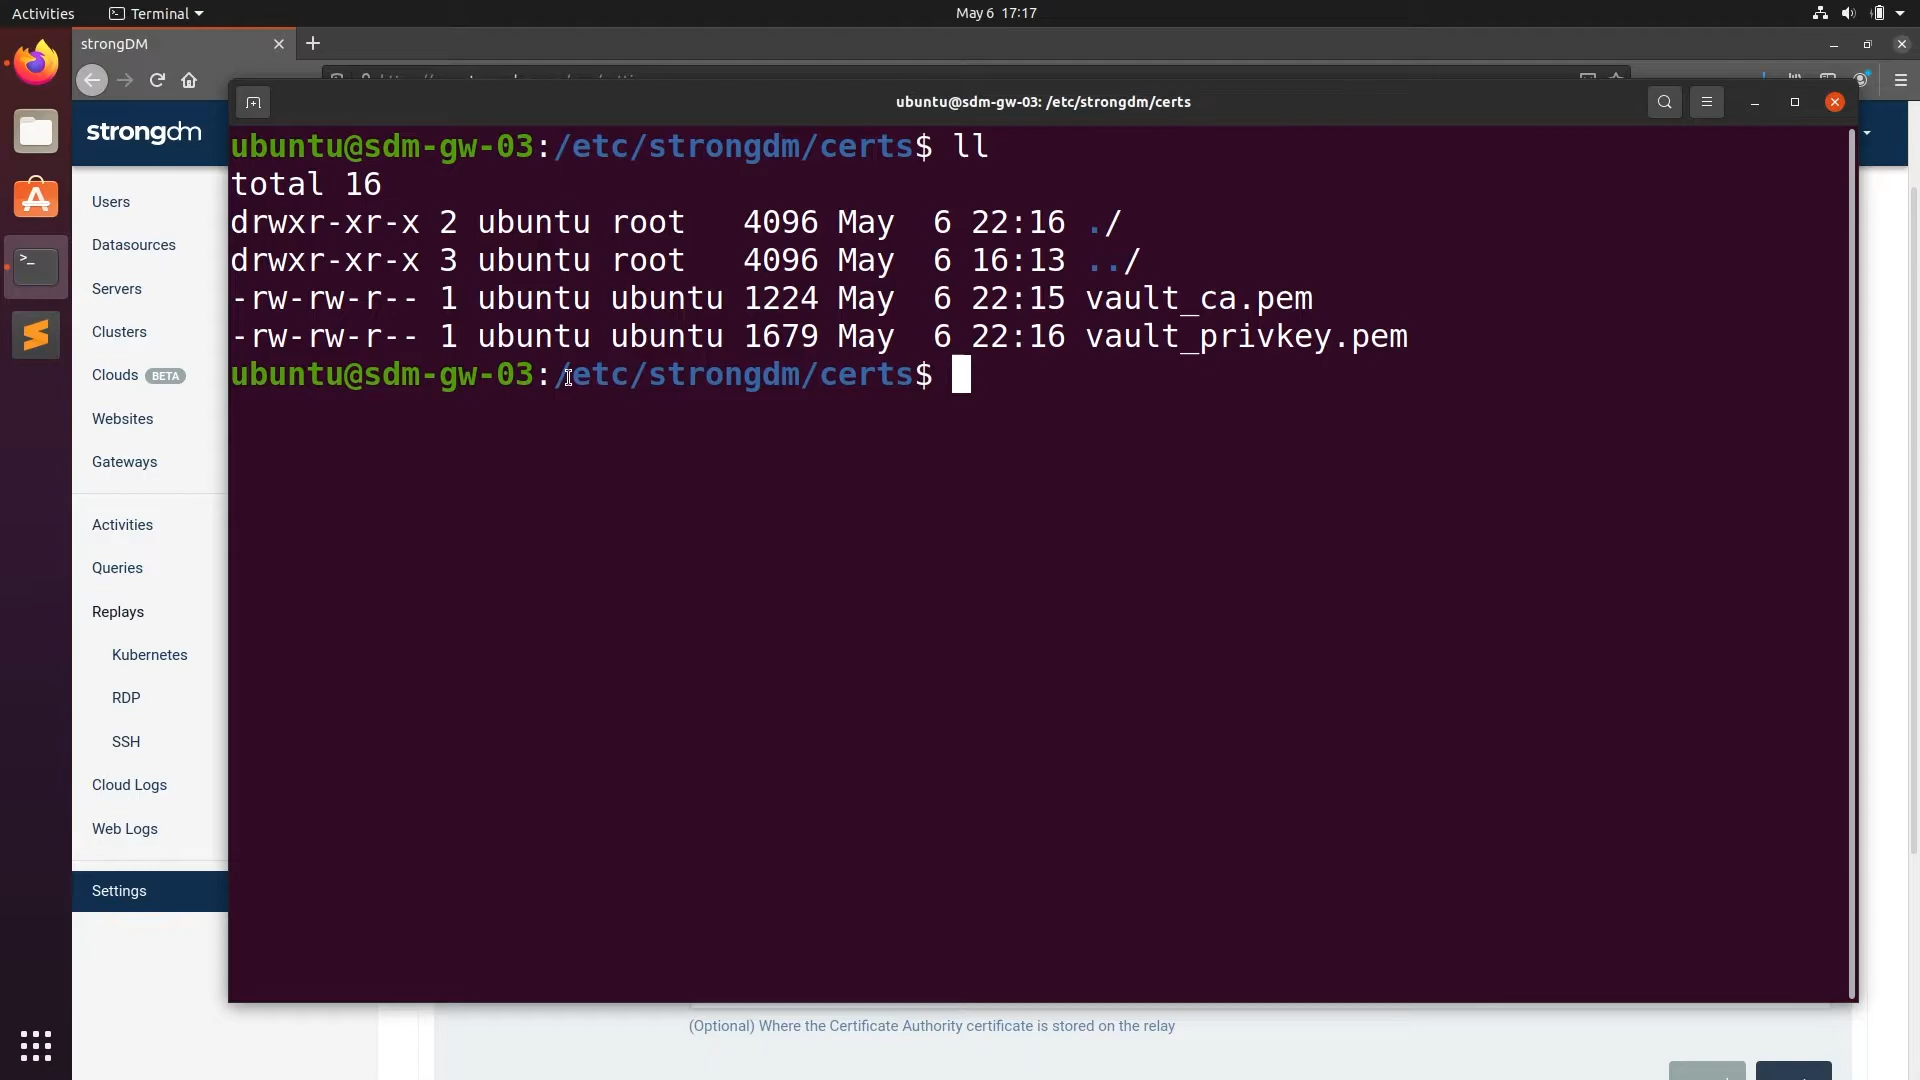 Activities
Terminal
May 6 17:17
strongDM
ubuntu@sdm-gw-03: /etc/strongdm/certs
strongdm
ubuntu@sdm-gw-03:/etc/strongdm/certs$ ll
total 16
drwxr-xr-x 2 ubuntu root   4096 May  6 22:16 ./
drwxr-xr-x 3 ubuntu root   4096 May  6 16:13 ../
-rw-rw-r-- 1 ubuntu ubuntu 1224 May  6 22:15 vault_ca.pem
-rw-rw-r-- 1 ubuntu ubuntu 1679 May  6 22:16 vault_privkey.pem
ubuntu@sdm-gw-03:/etc/strongdm/certs$
Users
Datasources
Servers
Clusters
Clouds BETA
Websites
Gateways
Activities
Queries
Replays
Kubernetes
RDP
SSH
Cloud Logs
Web Logs
Settings
(Optional) Where the Certificate Authority certificate is stored on the relay